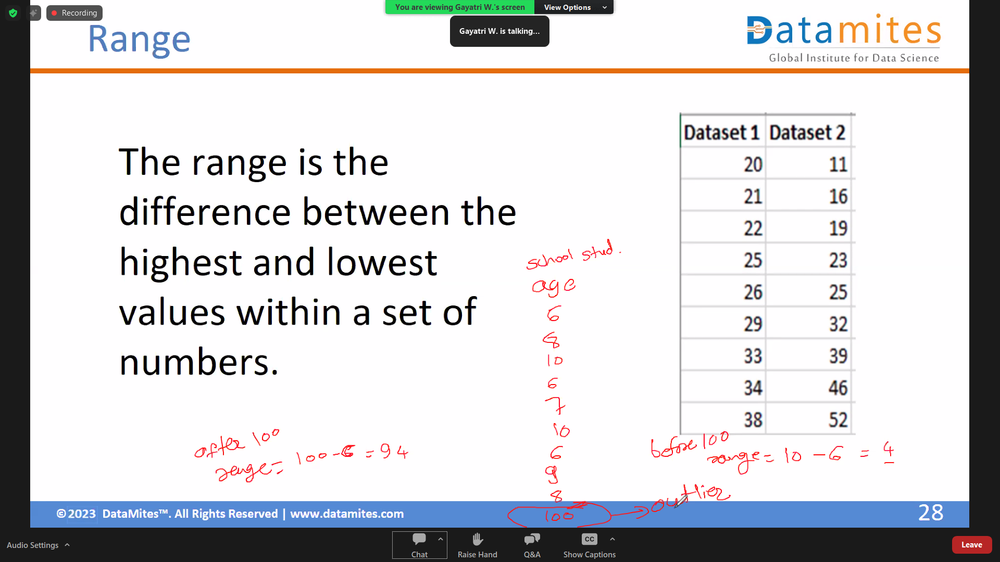 Recording
You are viewing Gayatri W.'s screen
View Options
Gayatri W. is talking...
Range
Datamites
Global Institute for Data Science
The range is the
difference between the
highest and lowest
values within a set of
numbers.
Dataset 1 Dataset 2
20 11
21 16
22 19
25 23
26 25
29 32
33 39
34 46
38 52
school stud.
age
6
8
10
6
7
10
6
9
8
100
outlier
after 100
range = 100 - 6 = 94
before 100
range = 10 - 6 = 4
©2023 DataMites™. All Rights Reserved | www.datamites.com
28
Audio Settings
Chat
Raise Hand
Q&A
CC
Show Captions
Leave